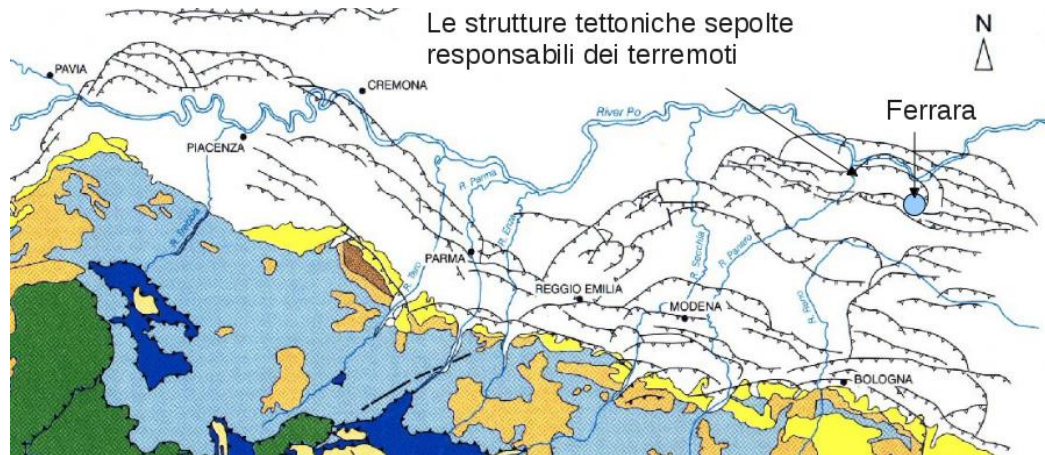 Le strutture tettoniche sepolte
responsabili dei terremoti
N
PAVIA
CREMONA
River Po
Ferrara
PIACENZA
R. Parma
R. Trebbia
R. Taro
R. Enza
R. Secchia
R. Panaro
PARMA
REGGIO EMILIA
MODENA
R. Reno
BOLOGNA